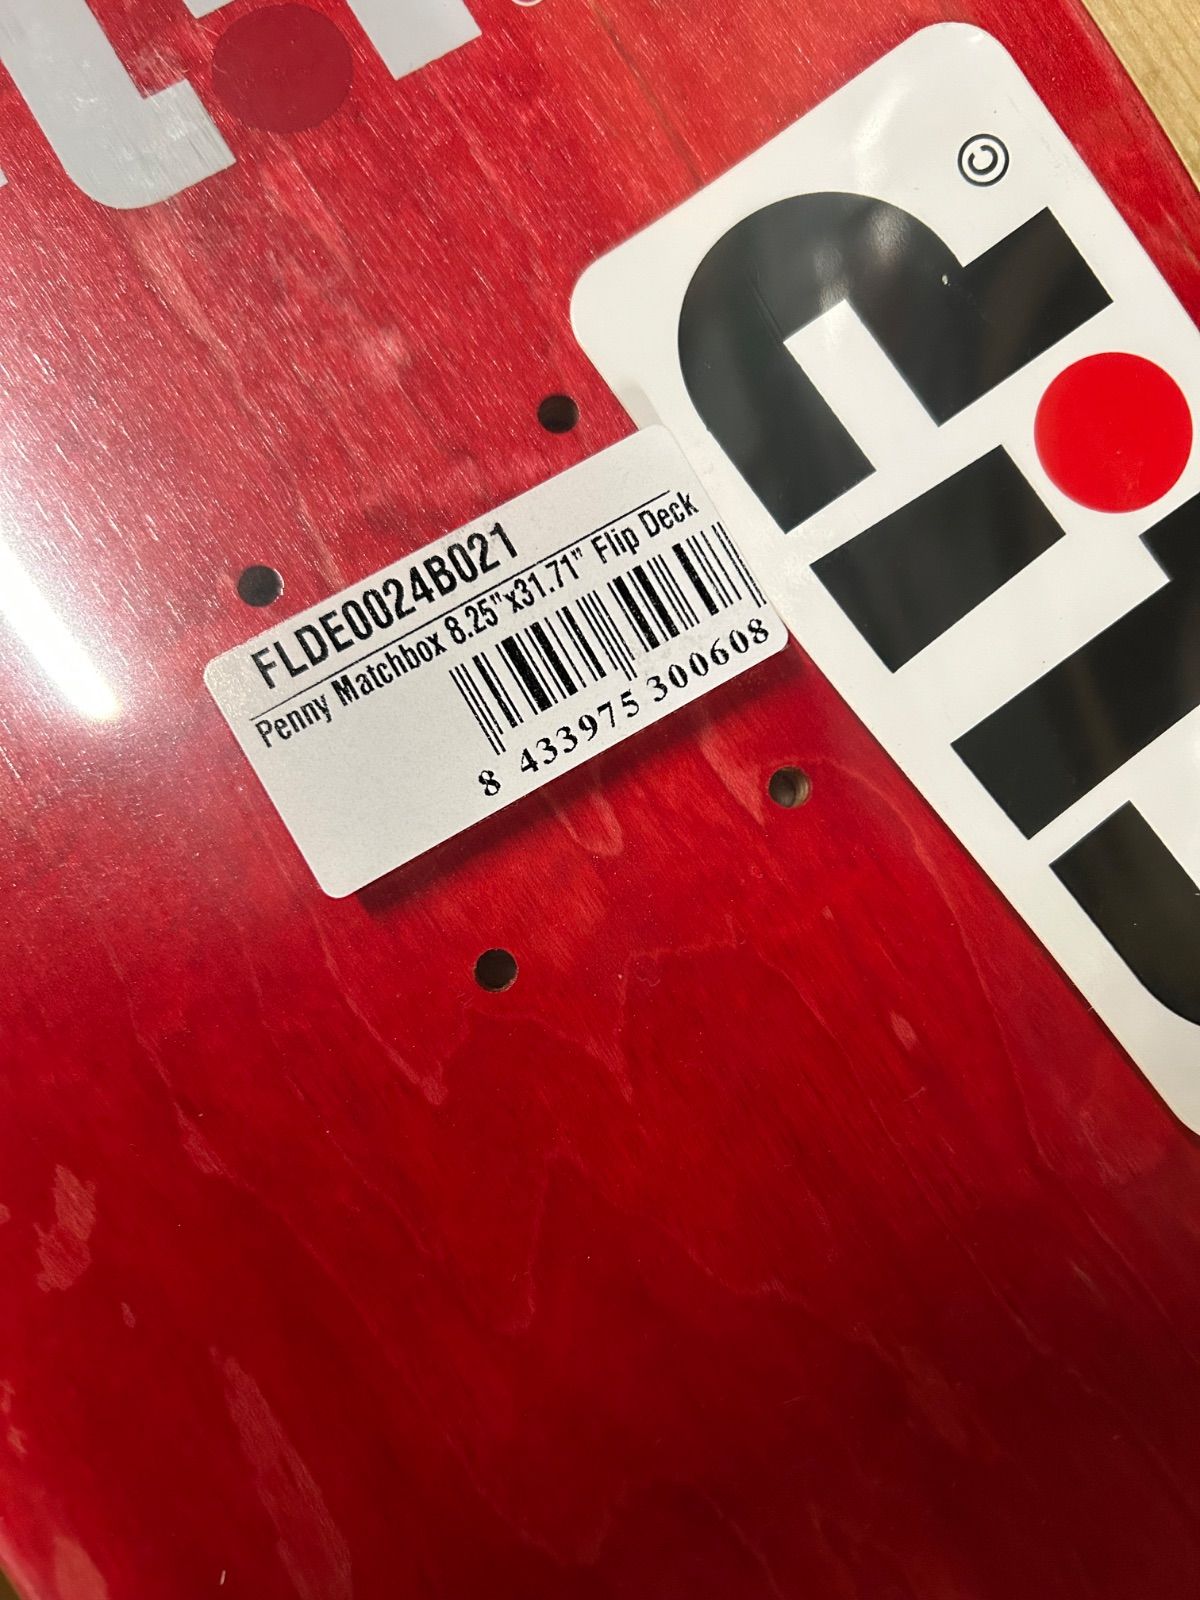 ©
Flip
FLDE0024B021
Penny Matchbox 8.25"x31.71" Flip Deck
8 433975 300608